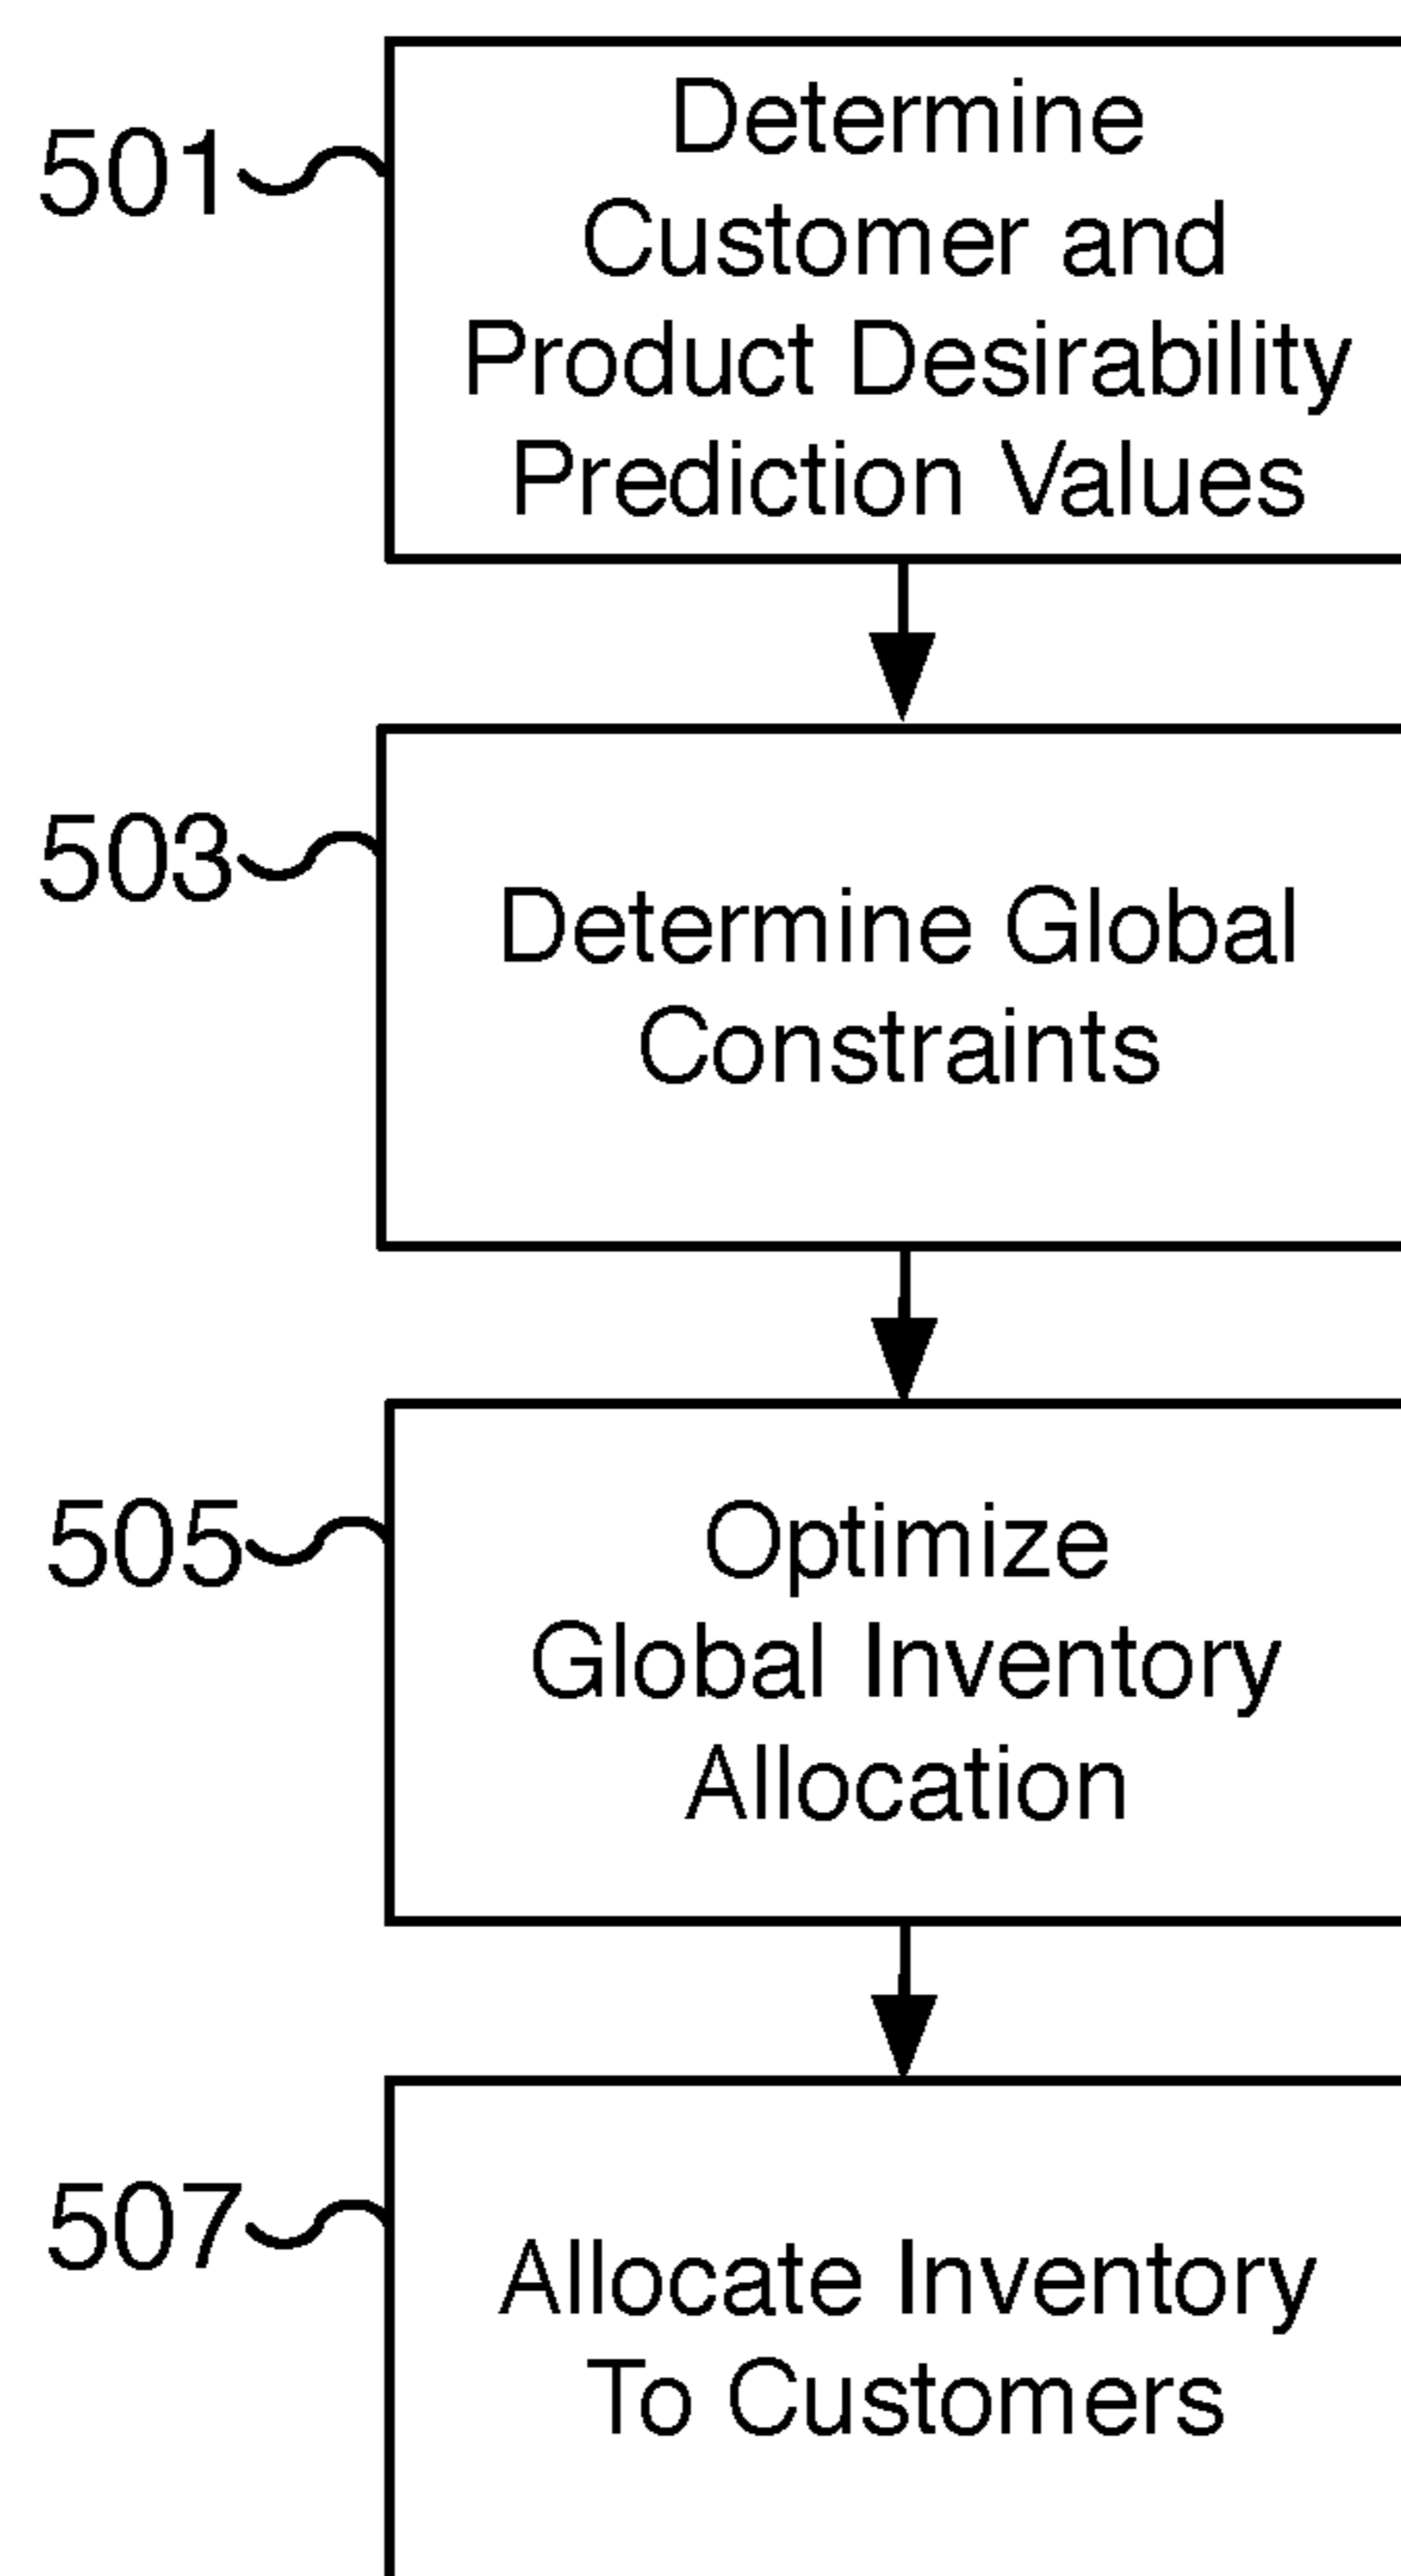 501
Determine
Customer and
Product Desirability
Prediction Values
503
Determine Global
Constraints
505
Optimize
Global Inventory
Allocation
507
Allocate Inventory
To Customers